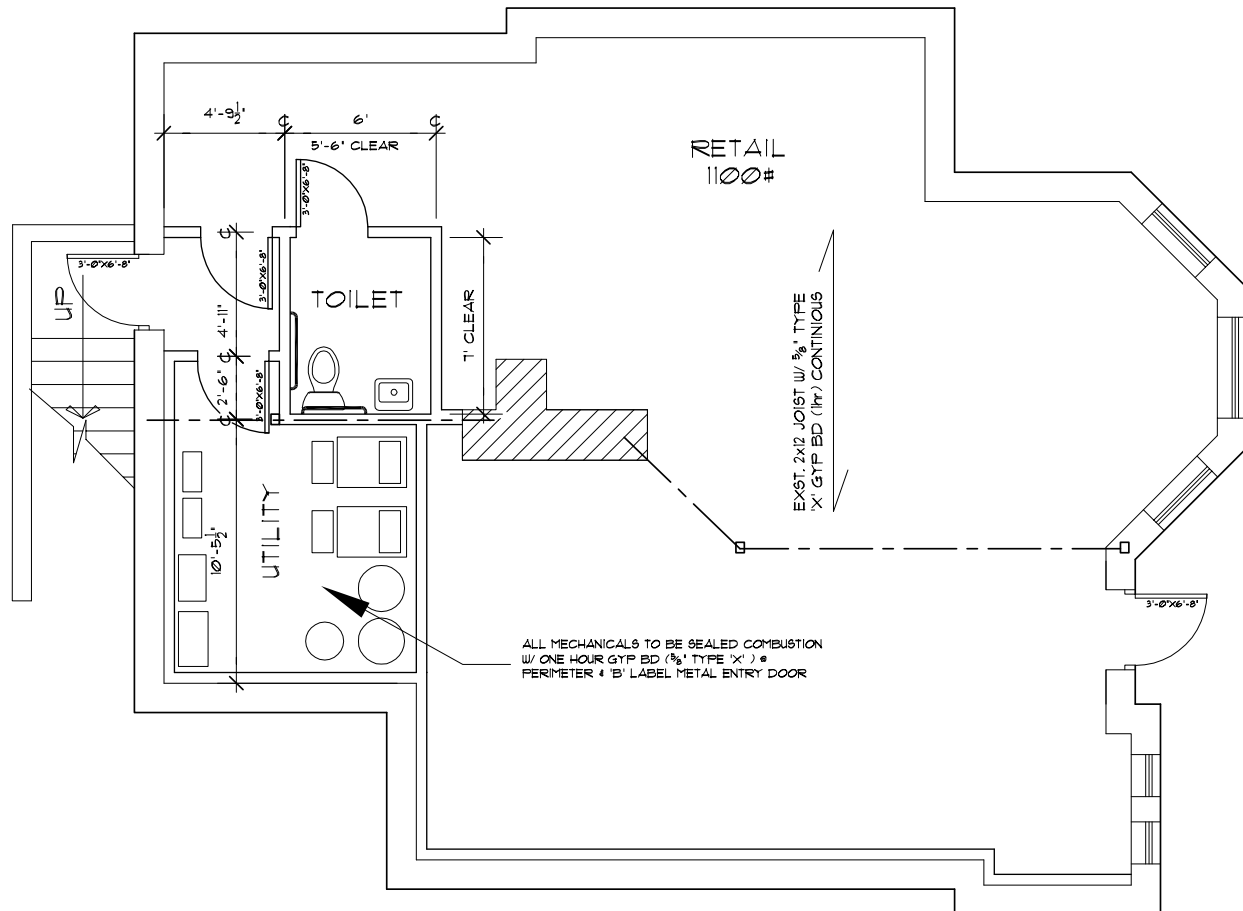 4'-9½"
℄
6'
℄
5'-6" CLEAR
RETAIL
1100#
3'-0"X6'-8"
℄
3'-0"X6'-8"
3'-0"X6'-8"
UP
TOILET
4'-11"
7' CLEAR
EXST. 2x12 JOIST W/ ⅝" TYPE
'X' GYP BD (1hr) CONTINIOUS
℄
2'-6"
3'-0"X6'-8"
℄
UTILITY
10'-5½"
3'-0"X6'-8"
ALL MECHANICALS TO BE SEALED COMBUSTION
W/ ONE HOUR GYP BD (⅝" TYPE 'X' ) @
PERIMETER & 'B' LABEL METAL ENTRY DOOR